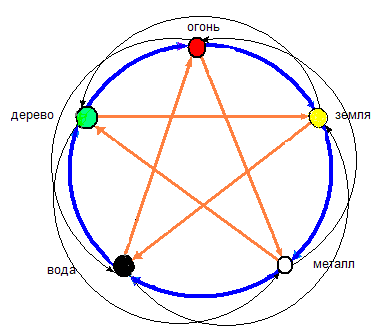 огонь
дерево
земля
вода
металл